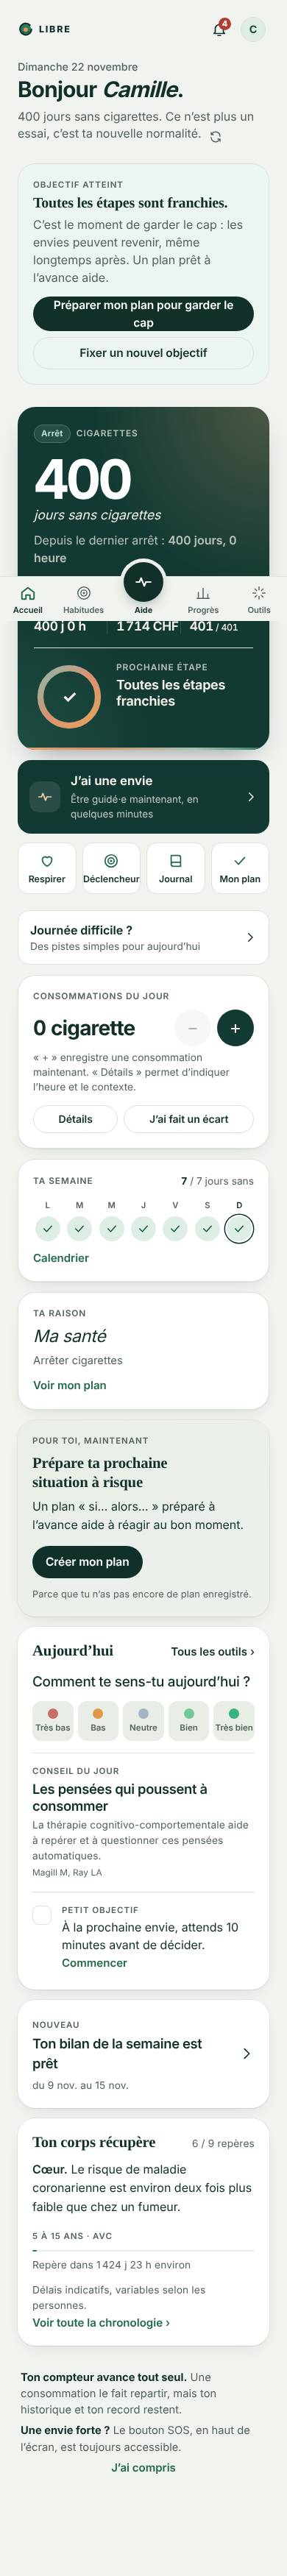 LIBRE
4
C
Dimanche 22 novembre
Bonjour Camille.
400 jours sans cigarettes. Ce n’est plus un
essai, c’est ta nouvelle normalité.
OBJECTIF ATTEINT
Toutes les étapes sont franchies.
C’est le moment de garder le cap : les
envies peuvent revenir, même
longtemps après. Un plan prêt à
l’avance aide.
Préparer mon plan pour garder le
cap
Fixer un nouvel objectif
Arrêt CIGARETTES
400
jours sans cigarettes
Depuis le dernier arrêt : 400 jours, 0
heure
Accueil Habitudes Aide Progrès Outils
400 j 0 h 1 714 CHF 401 / 401
PROCHAINE ÉTAPE
Toutes les étapes
franchies
J’ai une envie
Être guidé·e maintenant, en
quelques minutes
Respirer Déclencheur Journal Mon plan
Journée difficile ?
Des pistes simples pour aujourd’hui
CONSOMMATIONS DU JOUR
0 cigarette − +
« + » enregistre une consommation
maintenant. « Détails » permet d’indiquer
l’heure et le contexte.
Détails J’ai fait un écart
TA SEMAINE 7 / 7 jours sans
L M M J V S D
Calendrier
TA RAISON
Ma santé
Arrêter cigarettes
Voir mon plan
POUR TOI, MAINTENANT
Prépare ta prochaine
situation à risque
Un plan « si… alors… » préparé à
l’avance aide à réagir au bon moment.
Créer mon plan
Parce que tu n’as pas encore de plan enregistré.
Aujourd’hui Tous les outils ›
Comment te sens-tu aujourd’hui ?
Très bas Bas Neutre Bien Très bien
CONSEIL DU JOUR
Les pensées qui poussent à
consommer
La thérapie cognitivo-comportementale aide
à repérer et à questionner ces pensées
automatiques.
Magill M, Ray LA
PETIT OBJECTIF
À la prochaine envie, attends 10
minutes avant de décider.
Commencer
NOUVEAU
Ton bilan de la semaine est
prêt
du 9 nov. au 15 nov.
Ton corps récupère 6 / 9 repères
Cœur. Le risque de maladie
coronarienne est environ deux fois plus
faible que chez un fumeur.
5 À 15 ANS · AVC
Repère dans 1 424 j 23 h environ
Délais indicatifs, variables selon les
personnes.
Voir toute la chronologie ›
Ton compteur avance tout seul. Une
consommation le fait repartir, mais ton
historique et ton record restent.
Une envie forte ? Le bouton SOS, en haut de
l’écran, est toujours accessible.
J’ai compris